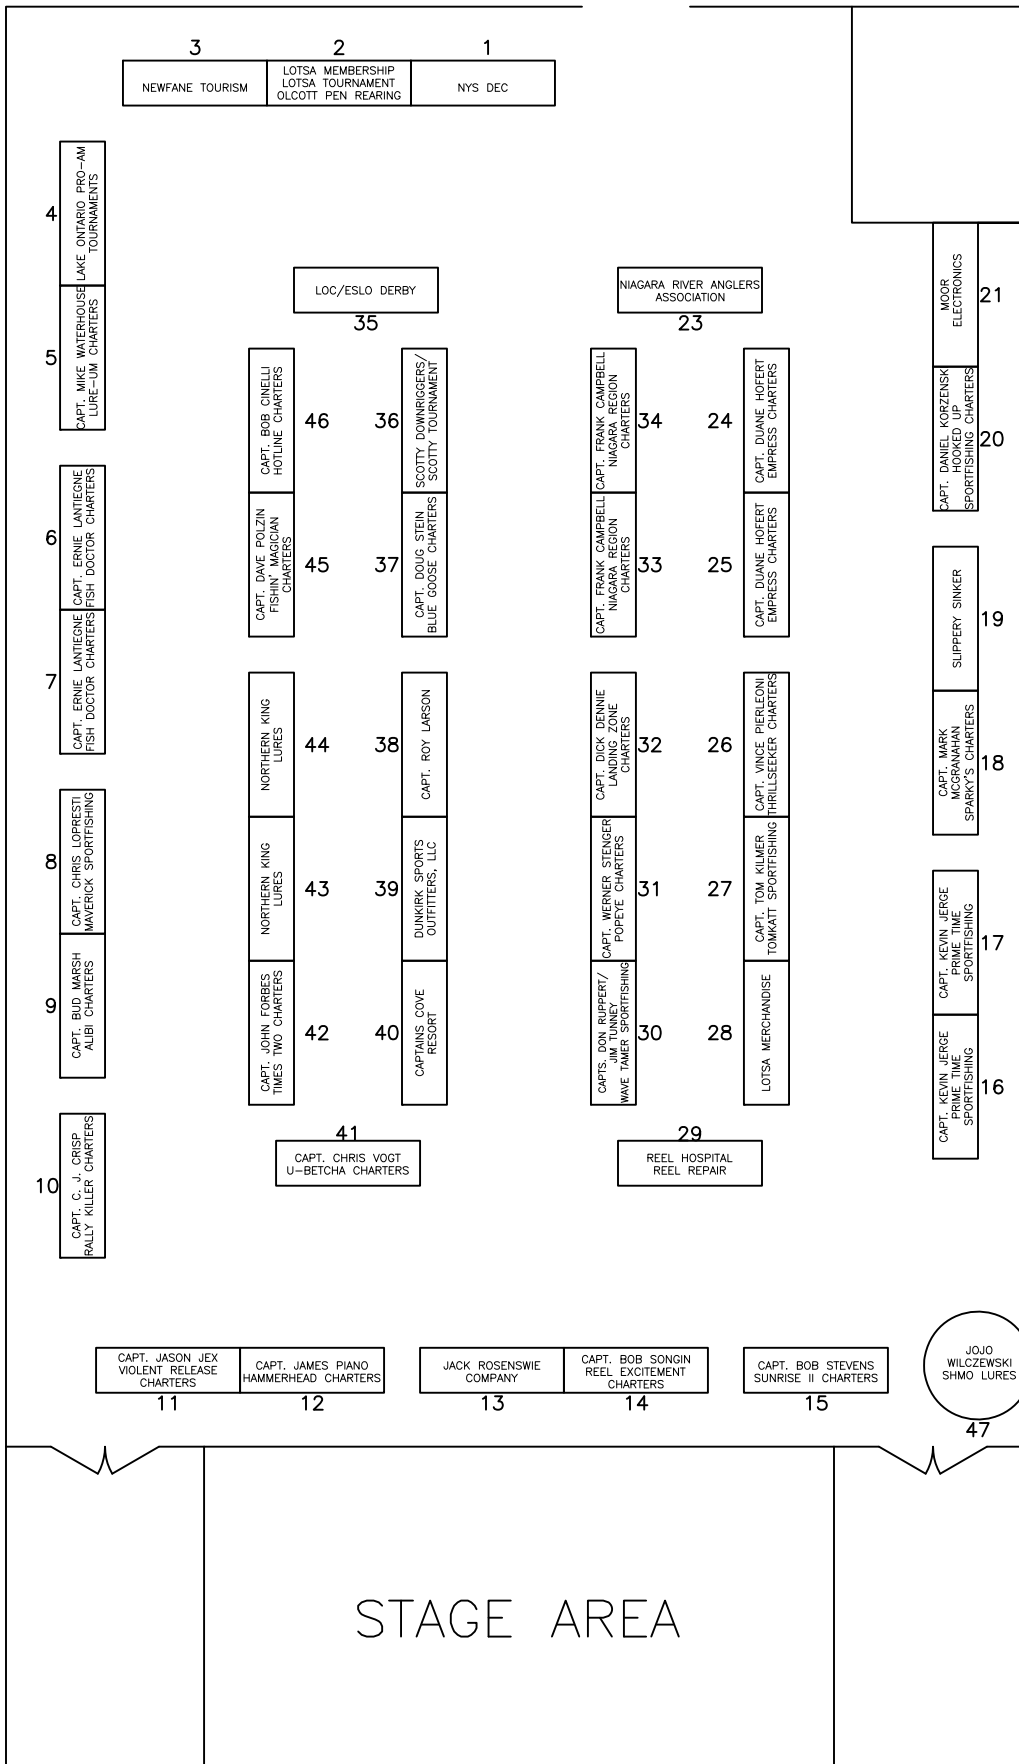 3
2
1
NEWFANE TOURISM
LOTSA MEMBERSHIP
LOTSA TOURNAMENT
OLCOTT PEN REARING
NYS DEC
4
LAKE ONTARIO PRO-AM
TOURNAMENTS
5
CAPT. MIKE WATERHOUSE
LURE-UM CHARTERS
6
CAPT. ERNIE LANTIEGNE
FISH DOCTOR CHARTERS
7
CAPT. ERNIE LANTIEGNE
FISH DOCTOR CHARTERS
8
CAPT. CHRIS LOPRESTI
MAVERICK SPORTFISHING
9
CAPT. BUD MARSH
ALIBI CHARTERS
10
CAPT. C. J. CRISP
RALLY KILLER CHARTERS
LOC/ESLO DERBY
35
CAPT. BOB CINELLI
HOTLINE CHARTERS
46
36
SCOTTY DOWNRIGGERS/
SCOTTY TOURNAMENT
CAPT. DAVE POLZIN
FISHIN' MAGICIAN
CHARTERS
45
37
CAPT. DOUG STEIN
BLUE GOOSE CHARTERS
NORTHERN KING
LURES
44
38
CAPT. ROY LARSON
NORTHERN KING
LURES
43
39
DUNKIRK SPORTS
OUTFITTERS, LLC
CAPT. JOHN FORBES
TIMES TWO CHARTERS
42
40
CAPTAINS COVE
RESORT
41
CAPT. CHRIS VOGT
U-BETCHA CHARTERS
NIAGARA RIVER ANGLERS
ASSOCIATION
23
CAPT. FRANK CAMPBELL
NIAGARA REGION
CHARTERS
34
24
CAPT. DUANE HOFERT
EMPRESS CHARTERS
CAPT. FRANK CAMPBELL
NIAGARA REGION
CHARTERS
33
25
CAPT. DUANE HOFERT
EMPRESS CHARTERS
CAPT. DICK DENNIE
LANDING ZONE
CHARTERS
32
26
CAPT. VINCE PIERLEONI
THRILLSEEKER CHARTERS
CAPT. WERNER STENGER
POPEYE CHARTERS
31
27
CAPT. TOM KILMER
TOMKATT SPORTFISHING
CAPTS. DON RUPPERT/
JIM TUNNEY
WAVE TAMER SPORTFISHING
30
28
LOTSA MERCHANDISE
29
REEL HOSPITAL
REEL REPAIR
MOOR
ELECTRONICS
21
CAPT. DANIEL KORZENSK
HOOKED UP
SPORTFISHING CHARTERS
20
SLIPPERY SINKER
19
CAPT. MARK
MCGRANAHAN
SPARKY'S CHARTERS
18
CAPT. KEVIN JERGE
PRIME TIME
SPORTFISHING
17
CAPT. KEVIN JERGE
PRIME TIME
SPORTFISHING
16
CAPT. JASON JEX
VIOLENT RELEASE
CHARTERS
11
CAPT. JAMES PIANO
HAMMERHEAD CHARTERS
12
JACK ROSENSWIE
COMPANY
13
CAPT. BOB SONGIN
REEL EXCITEMENT
CHARTERS
14
CAPT. BOB STEVENS
SUNRISE II CHARTERS
15
JOJO
WILCZEWSKI
SHMO LURES
47
STAGE AREA